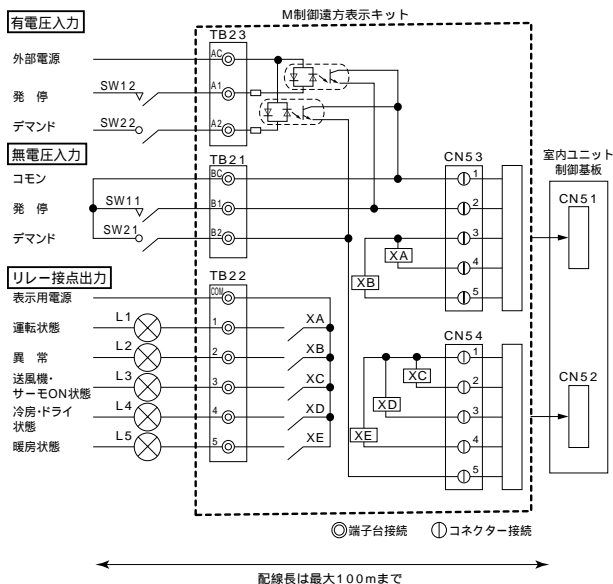 M制御遠方表示キット
有電圧入力
TB23
外部電源
AC
発 停
SW12
A1
デマンド
SW22
A2
無電圧入力
TB21
コモン
BC
発 停
SW11
B1
デマンド
SW21
B2
CN53
1
2
3
4
5
XA
XB
室内ユニット
制御基板
CN51
リレー接点出力
TB22
表示用電源
COM
運転状態
L1
1
XA
異 常
L2
2
XB
送風機・
サーモON状態
L3
3
XC
冷房・ドライ
状態
L4
4
XD
暖房状態
L5
5
XE
CN54
1
2
3
4
5
XC
XD
XE
CN52
端子台接続
コネクター接続
配線長は最大100mまで